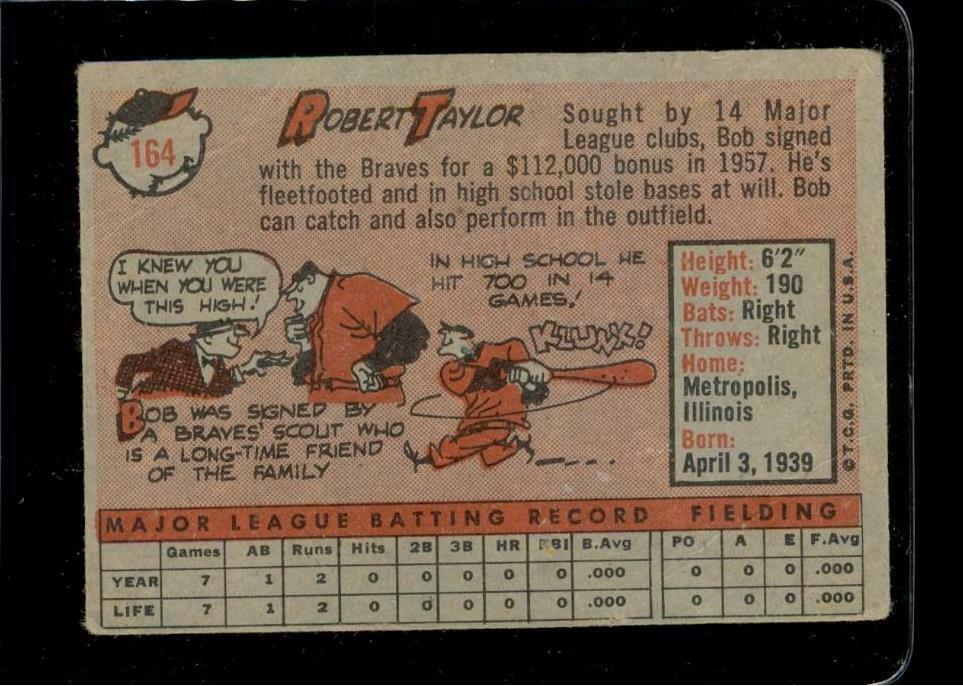 164
ROBERT TAYLOR
Sought by 14 Major
League clubs, Bob signed
with the Braves for a $112,000 bonus in 1957. He's
fleetfooted and in high school stole bases at will. Bob
can catch and also perform in the outfield.
I KNEW YOU
WHEN YOU WERE
THIS HIGH!
BOB WAS SIGNED BY
A BRAVES' SCOUT WHO
IS A LONG-TIME FRIEND
OF THE FAMILY
IN HIGH SCHOOL HE
HIT .700 IN 14
GAMES!
KLUNK!
Height: 6'2"
Weight: 190
Bats: Right
Throws: Right
Home:
Metropolis,
Illinois
Born:
April 3, 1939
©T.C.G. PRTD. IN U.S.A.
MAJOR LEAGUE BATTING RECORD FIELDING
Games AB Runs Hits 2B 3B HR RBI B.Avg PO A E F.Avg
YEAR 7 1 2 0 0 0 0 0 .000 0 0 0 .000
LIFE 7 1 2 0 0 0 0 0 .000 0 0 0 .000